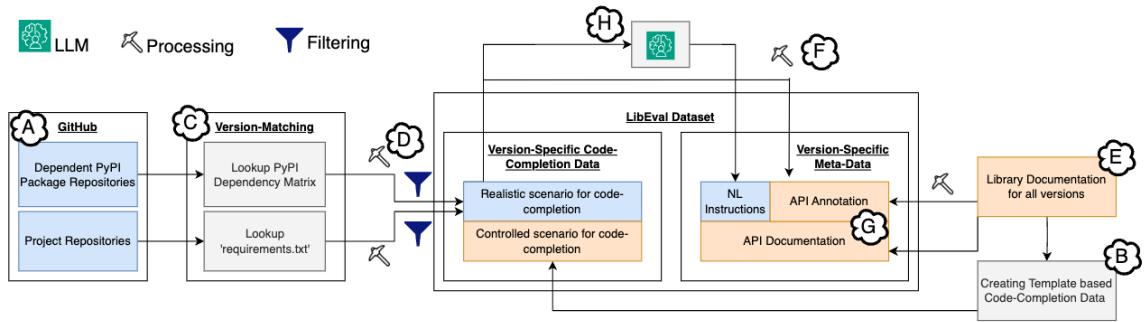 LLM
Processing
Filtering
H
F
A
GitHub
C
Version-Matching
D
LibEval Dataset
Version-Specific Code-
Completion Data
Version-Specific
Meta-Data
E
Dependent PyPI
Package Repositories
Lookup PyPI
Dependency Matrix
Realistic scenario for code-
completion
NL
Instructions
API Annotation
Library Documentation
for all versions
Project Repositories
Lookup
'requirements.txt'
Controlled scenario for code-
completion
API Documentation
G
B
Creating Template based
Code-Completion Data